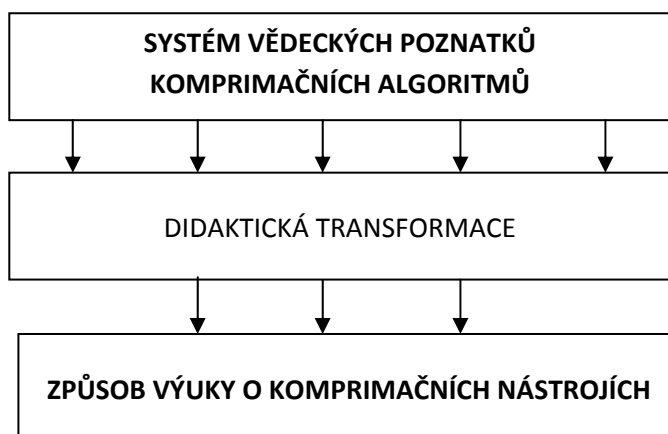 SYSTÉM VĚDECKÝCH POZNATKŮ
KOMPRIMAČNÍCH ALGORITMŮ
DIDAKTICKÁ TRANSFORMACE
ZPŮSOB VÝUKY O KOMPRIMAČNÍCH NÁSTROJÍCH